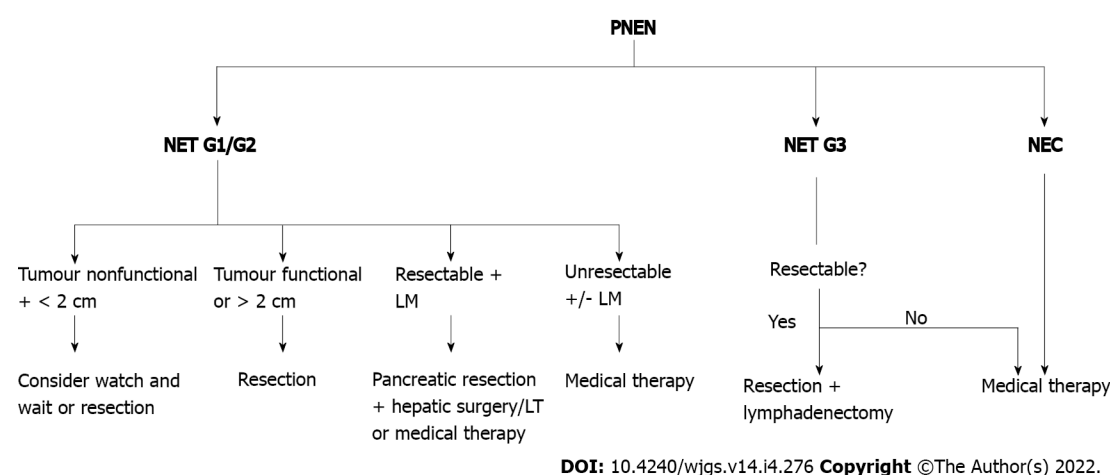 PNEN
NET G1/G2
NET G3
NEC
Tumour nonfunctional
+ < 2 cm
Tumour functional
or > 2 cm
Resectable +
LM
Unresectable
+/- LM
Resectable?
Yes
No
Consider watch and
wait or resection
Resection
Pancreatic resection
+ hepatic surgery/LT
or medical therapy
Medical therapy
Resection +
lymphadenectomy
Medical therapy
DOI: 10.4240/wjgs.v14.i4.276 Copyright ©The Author(s) 2022.